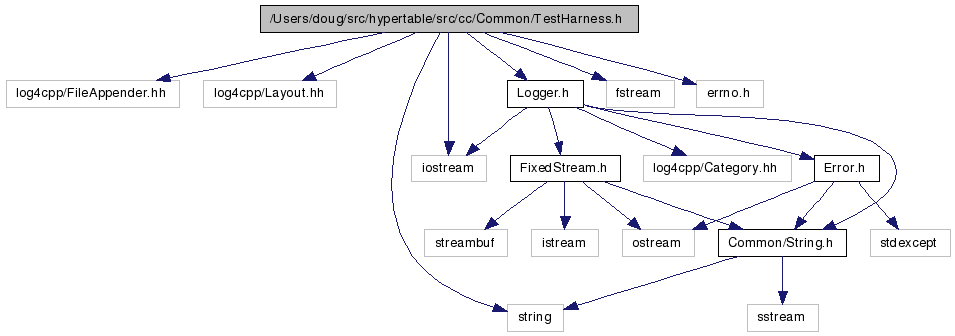 /Users/doug/src/hypertable/src/cc/Common/TestHarness.h
log4cpp/FileAppender.hh
log4cpp/Layout.hh
Logger.h
fstream
errno.h
iostream
FixedStream.h
log4cpp/Category.hh
Error.h
streambuf
istream
ostream
Common/String.h
stdexcept
string
sstream